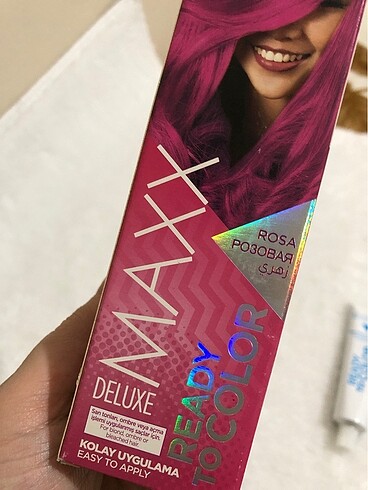 MAXX
DELUXE
ROSA
РОЗОВАЯ
زهري
READY
TO COLOR
Sarı tonları, ombre veya açma
işlemi uygulanmış saçlar için.
For blond, ombre or
bleached hair.
KOLAY UYGULAMA
EASY TO APPLY